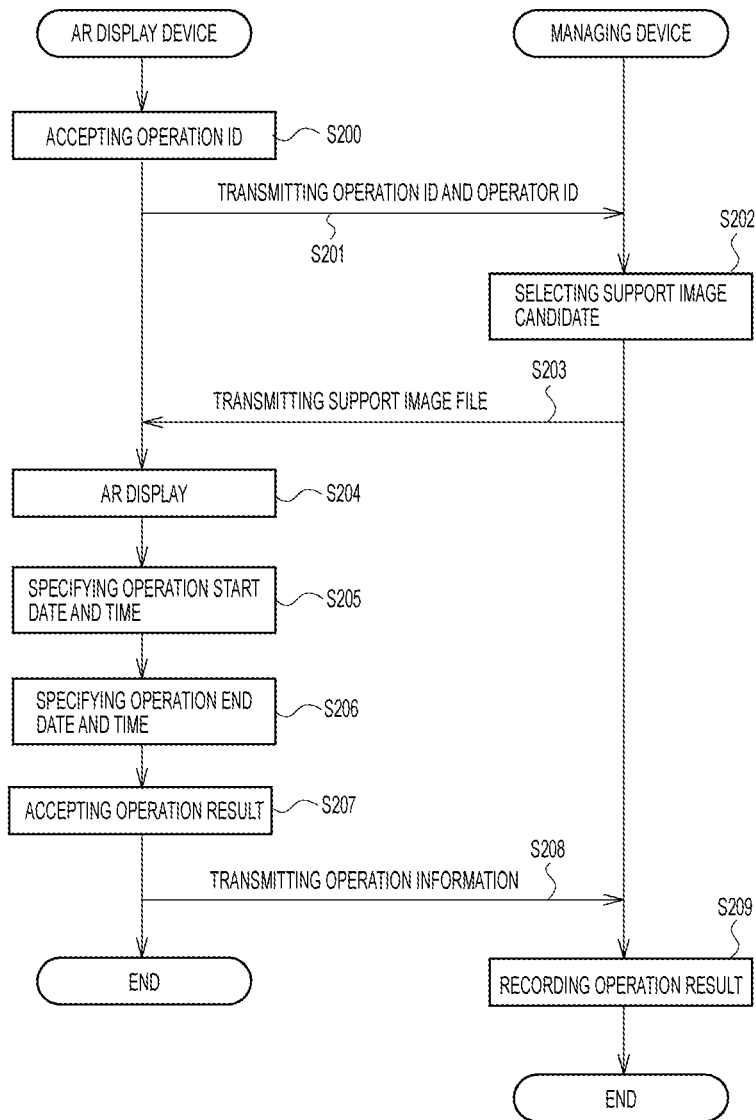 AR DISPLAY DEVICE
MANAGING DEVICE
ACCEPTING OPERATION ID
S200
TRANSMITTING OPERATION ID AND OPERATOR ID
S201
S202
SELECTING SUPPORT IMAGE
CANDIDATE
S203
TRANSMITTING SUPPORT IMAGE FILE
AR DISPLAY
S204
SPECIFYING OPERATION START
DATE AND TIME
S205
SPECIFYING OPERATION END
DATE AND TIME
S206
ACCEPTING OPERATION RESULT
S207
S208
TRANSMITTING OPERATION INFORMATION
S209
RECORDING OPERATION RESULT
END
END